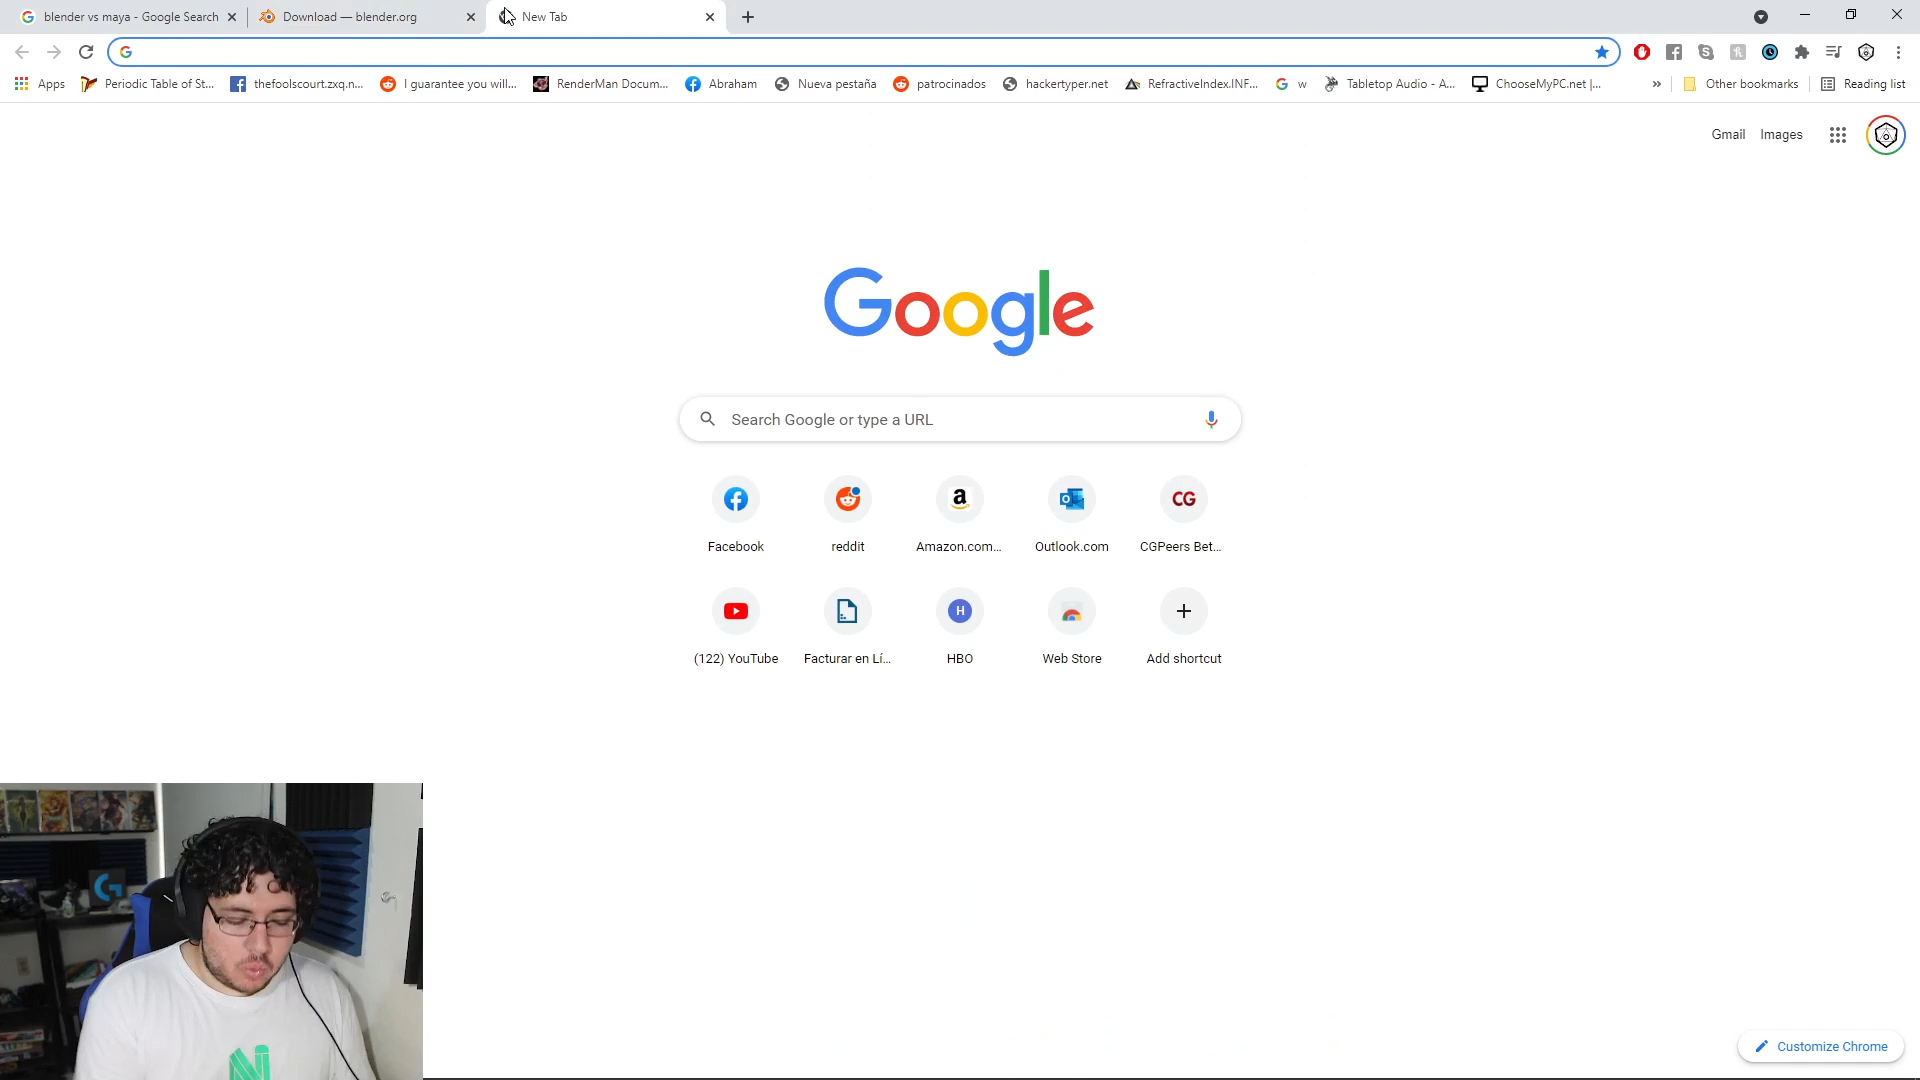 blender vs maya - Google Search
Download — blender.org
New Tab
Apps
Periodic Table of St...
thefoolscourt.zxq.n...
I guarantee you will...
RenderMan Docum...
Abraham
Nueva pestaña
patrocinados
hackertyper.net
RefractiveIndex.INF...
w
Tabletop Audio - A...
ChooseMyPC.net |...
»
Other bookmarks
Reading list
Gmail
Images
Google
Search Google or type a URL
Facebook
reddit
Amazon.com...
Outlook.com
CG
CGPeers Bet...
(122) YouTube
Facturar en Lí...
H
HBO
Web Store
Add shortcut
Customize Chrome